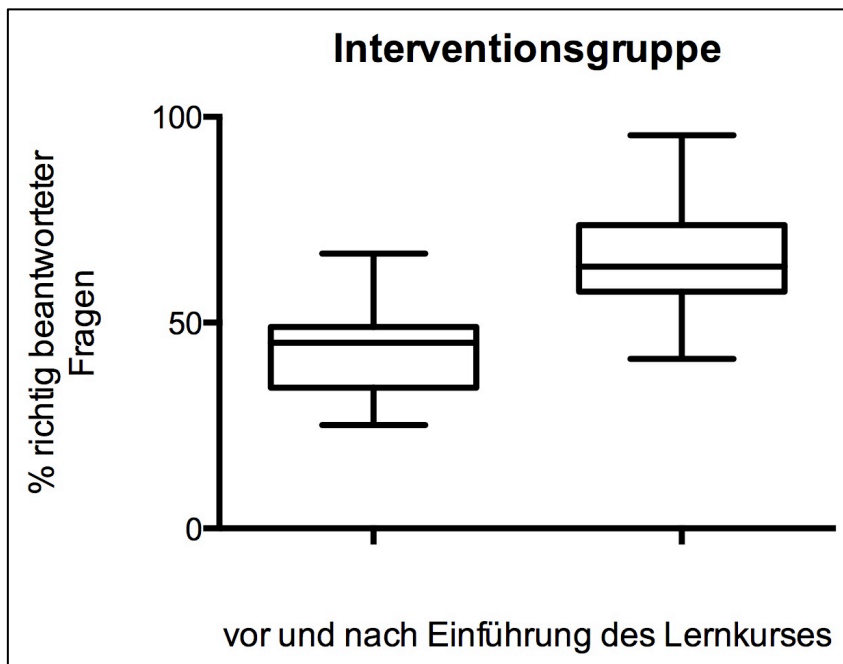 Interventionsgruppe
100
50
0
% richtig beantworteter
Fragen
vor und nach Einführung des Lernkurses